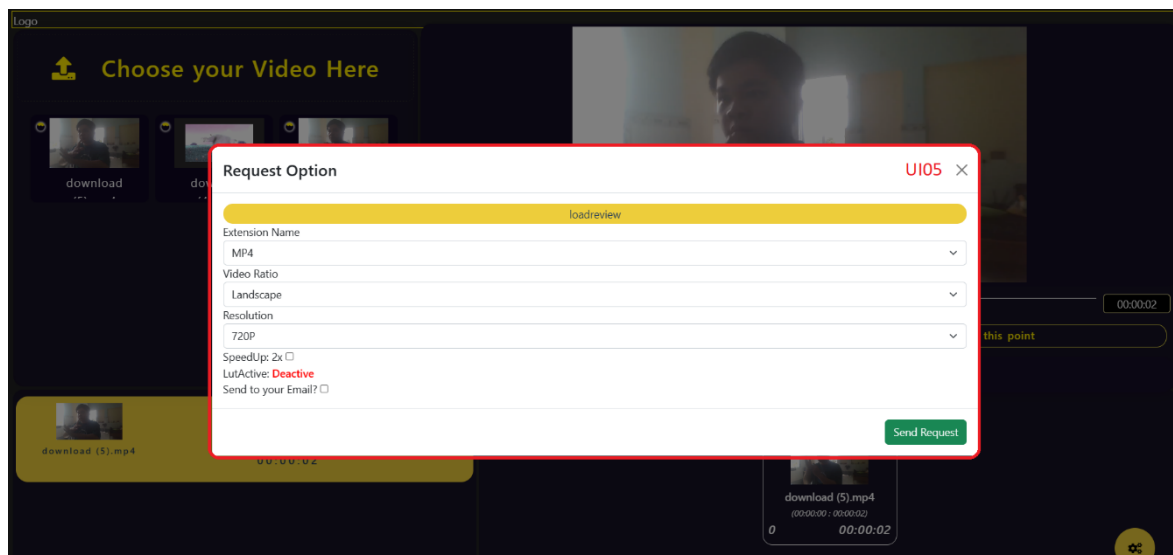 Logo
Choose your Video Here
download
(5).mp4
Request Option
UI05
loadreview
Extension Name
MP4
Video Ratio
Landscape
Resolution
720P
SpeedUp: 2x
LutActive: Deactive
Send to your Email?
Send Request
00:00:02
this point
download (5).mp4
00:00:02
download (5).mp4
(00:00:00 : 00:00:02)
0 00:00:02